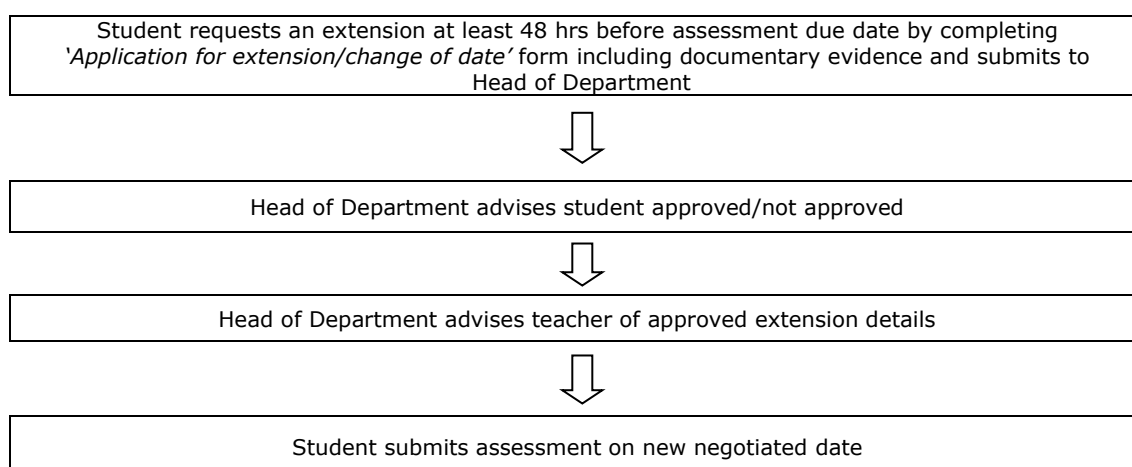 Student requests an extension at least 48 hrs before assessment due date by completing
‘Application for extension/change of date’ form including documentary evidence and submits to
Head of Department
Head of Department advises student approved/not approved
Head of Department advises teacher of approved extension details
Student submits assessment on new negotiated date